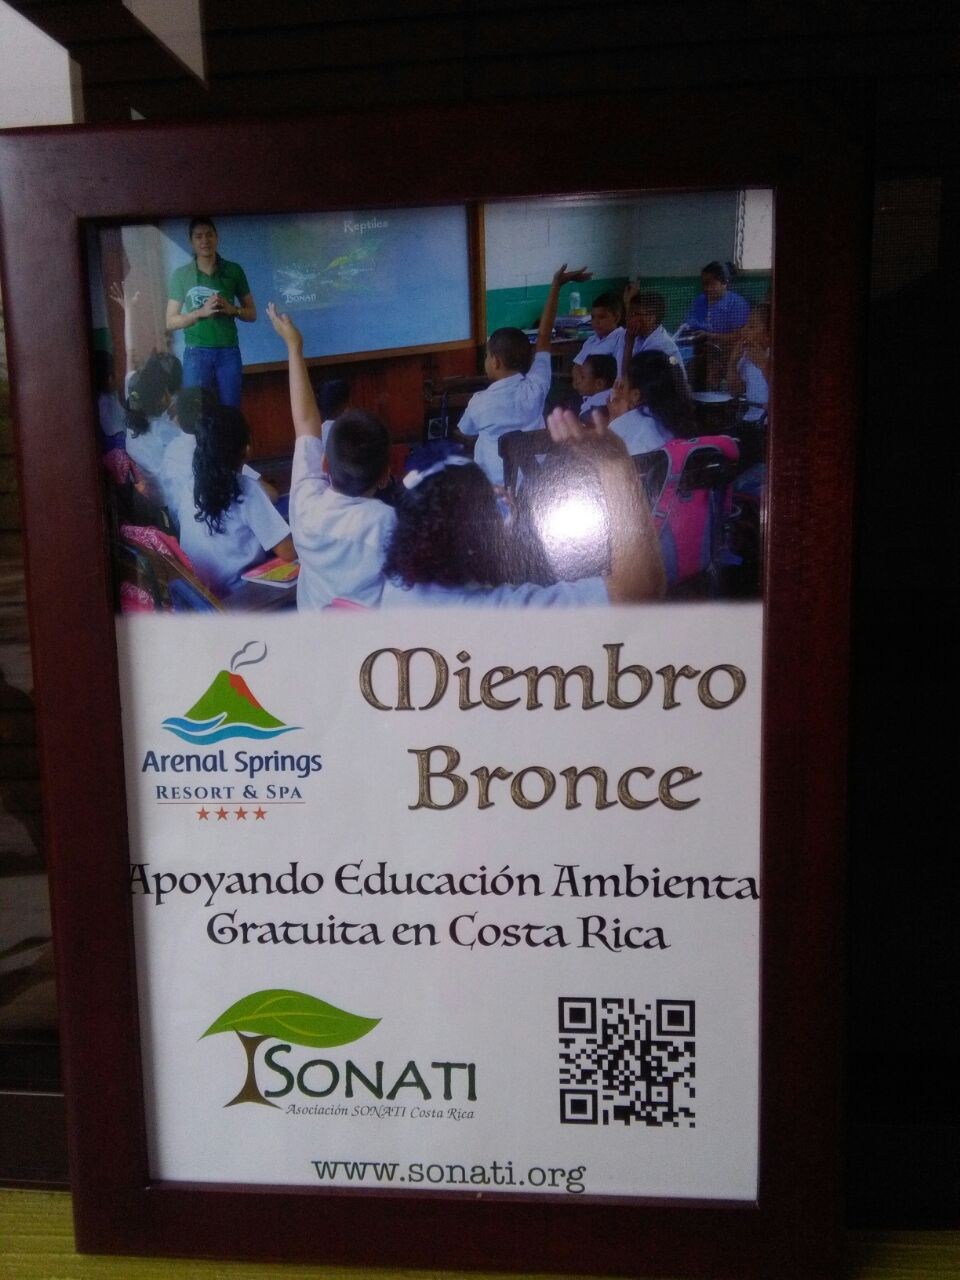 Reptiles
SONATI
Miembro
Bronce
Arenal Springs
RESORT & SPA
Apoyando Educación Ambienta
Gratuita en Costa Rica
SONATI
Asociación SONATI Costa Rica
www.sonati.org